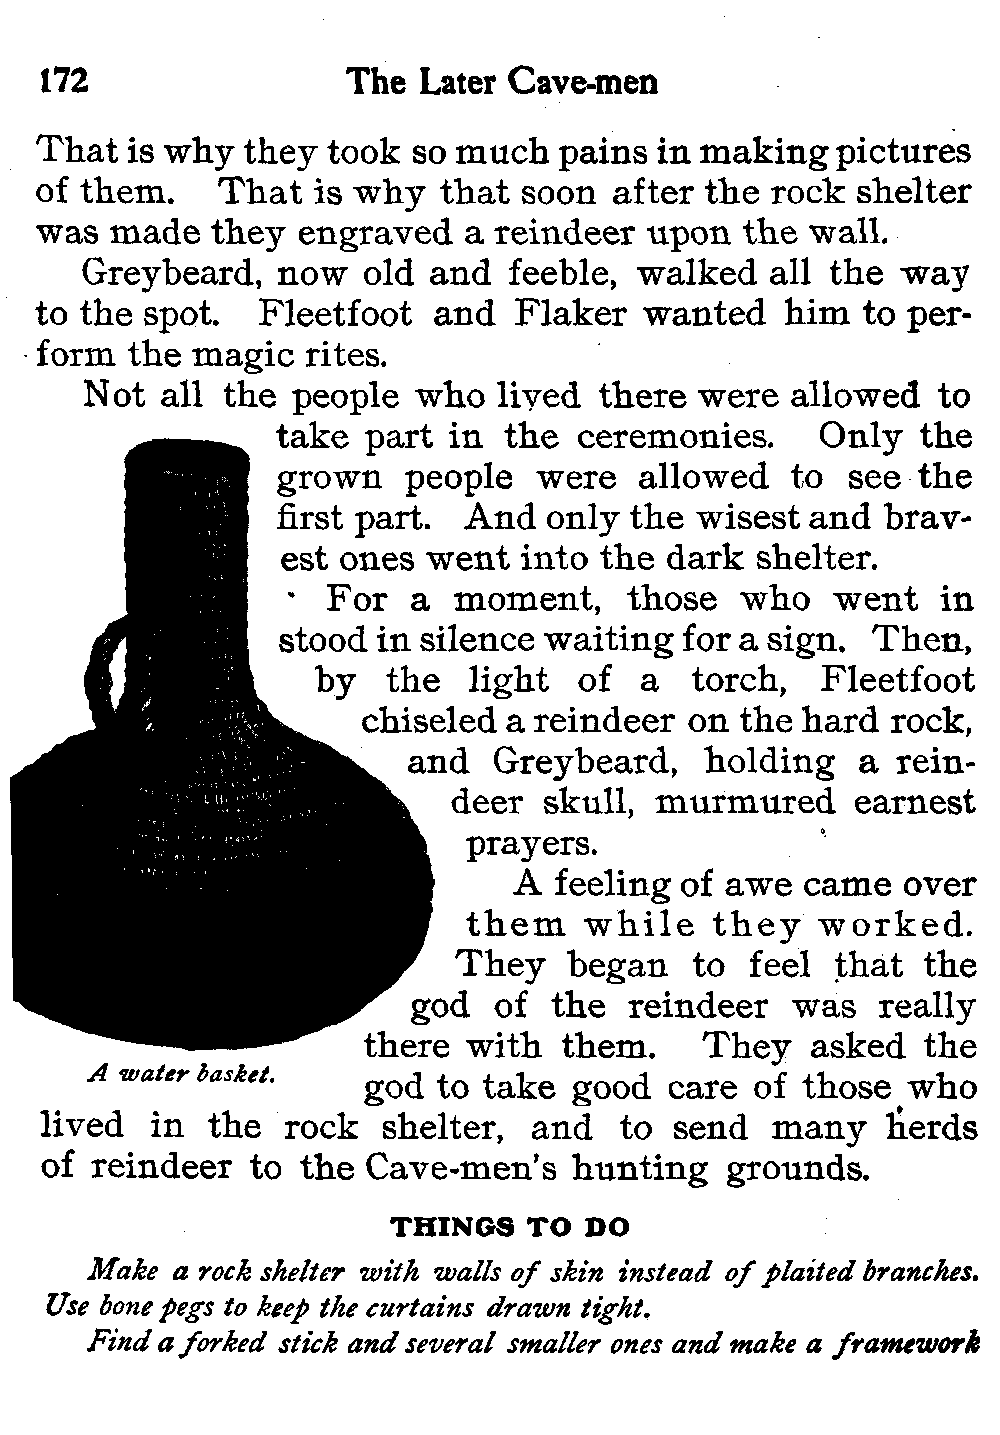 172 The Later Cave-men
That is why they took so much pains in making pictures
of them. That is why that soon after the rock shelter
was made they engraved a reindeer upon the wall.
Greybeard, now old and feeble, walked all the way
to the spot. Fleetfoot and Flaker wanted him to per-
form the magic rites.
Not all the people who lived there were allowed to
take part in the ceremonies. Only the
grown people were allowed to see the
first part. And only the wisest and brav-
est ones went into the dark shelter.
For a moment, those who went in
stood in silence waiting for a sign. Then,
by the light of a torch, Fleetfoot
chiseled a reindeer on the hard rock,
and Greybeard, holding a rein-
deer skull, murmured earnest
prayers.
A feeling of awe came over
them while they worked.
They began to feel that the
god of the reindeer was really
there with them. They asked the
god to take good care of those who
lived in the rock shelter, and to send many herds
of reindeer to the Cave-men's hunting grounds.
A water basket.
THINGS TO DO
Make a rock shelter with walls of skin instead of plaited branches.
Use bone pegs to keep the curtains drawn tight.
Find a forked stick and several smaller ones and make a framework